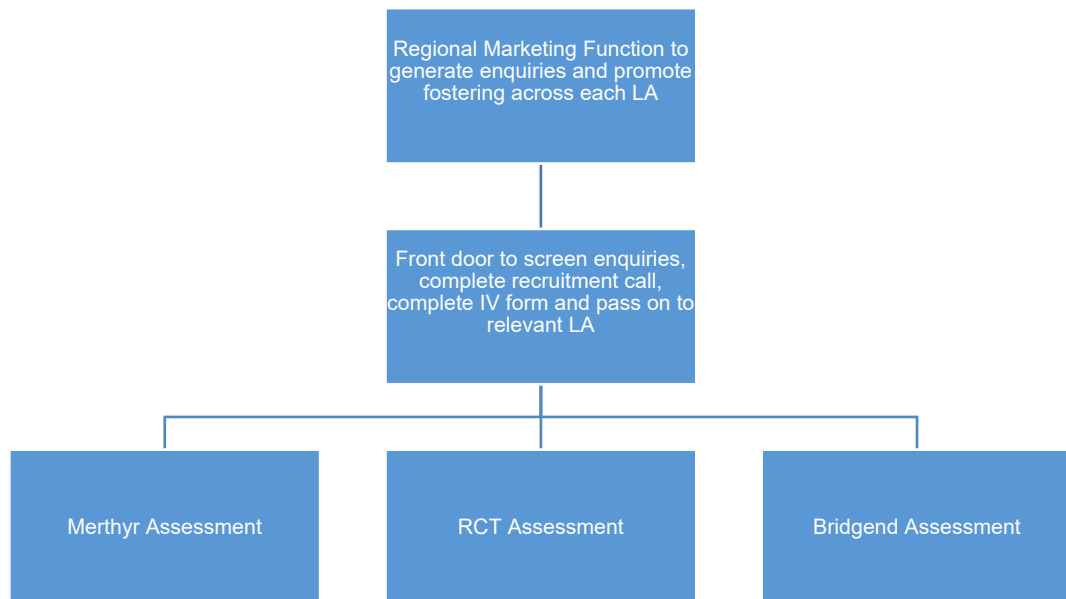 Regional Marketing Function to
generate enquiries and promote
fostering across each LA
Front door to screen enquiries,
complete recruitment call,
complete IV form and pass on to
relevant LA
Merthyr Assessment
RCT Assessment
Bridgend Assessment